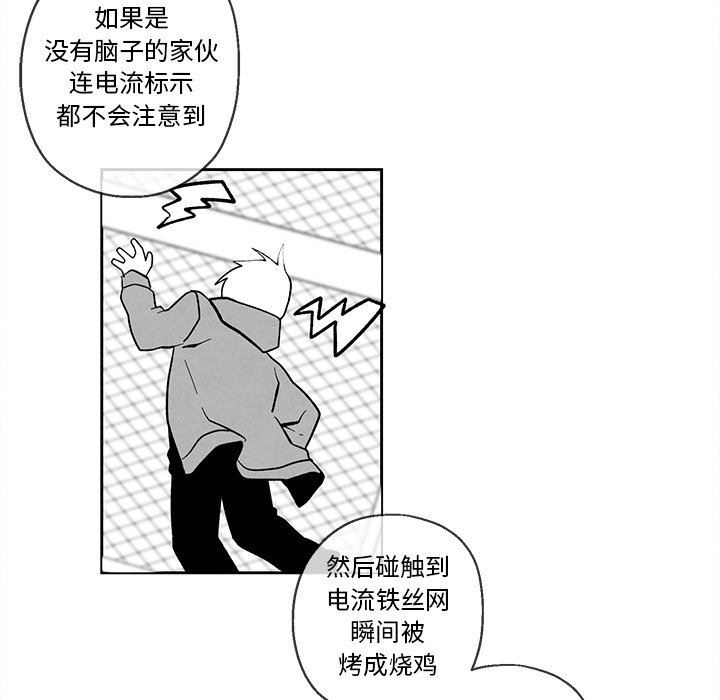 如果是
没有脑子的家伙
连电流标示
都不会注意到
然后碰触到
电流铁丝网
瞬间被
烤成烧鸡